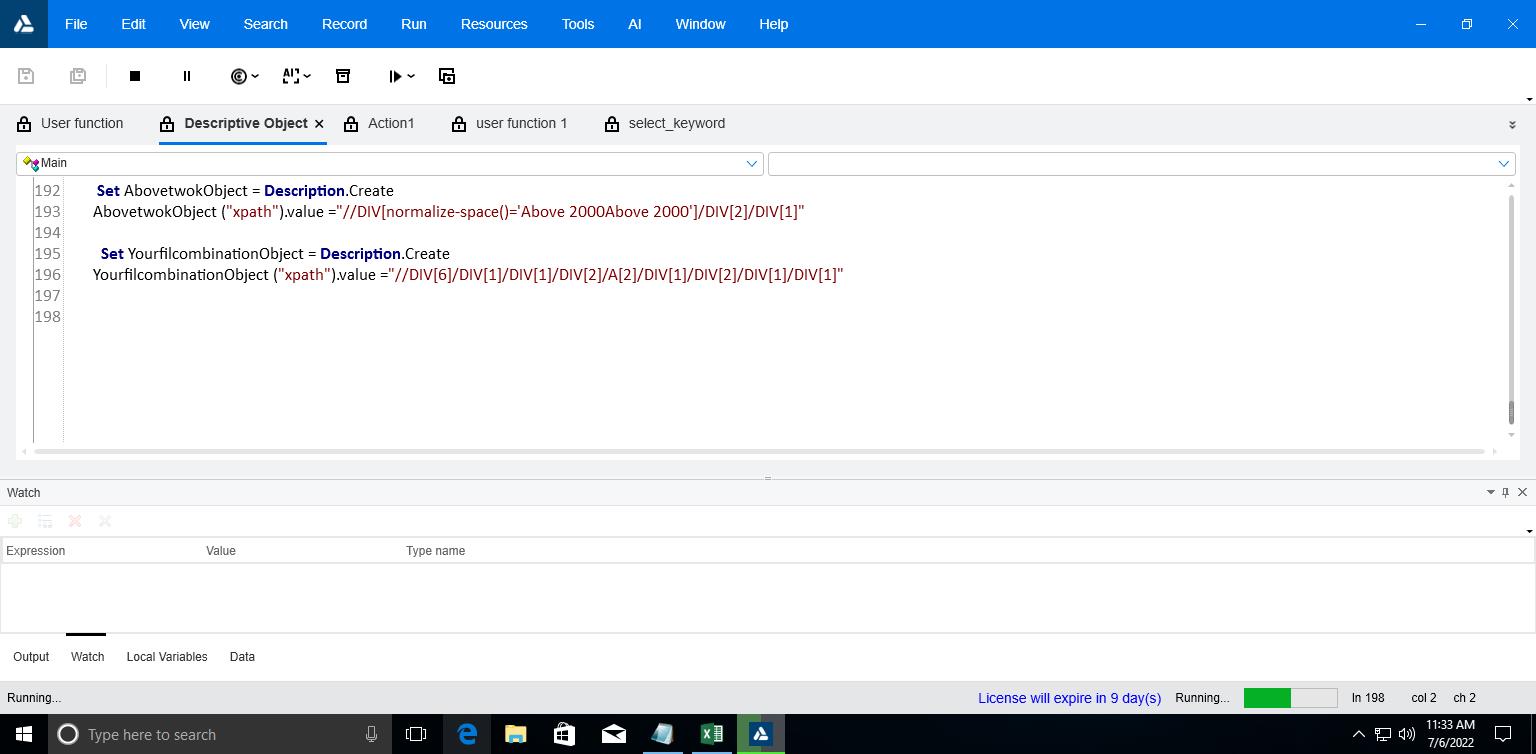 File Edit View Search Record Run Resources Tools AI Window Help
User function Descriptive Object Action1 user function 1 select_keyword
Main
192 Set AbovetwokObject = Description.Create
193 AbovetwokObject ("xpath").value ="//DIV[normalize-space()='Above 2000Above 2000']/DIV[2]/DIV[1]"
194
195 Set YourfilcombinationObject = Description.Create
196 YourfilcombinationObject ("xpath").value ="//DIV[6]/DIV[1]/DIV[1]/DIV[2]/A[2]/DIV[1]/DIV[2]/DIV[1]/DIV[1]"
197
198
Watch
Expression Value Type name
Output Watch Local Variables Data
Running... License will expire in 9 day(s) Running... ln 198 col 2 ch 2
Type here to search 11:33 AM
7/6/2022